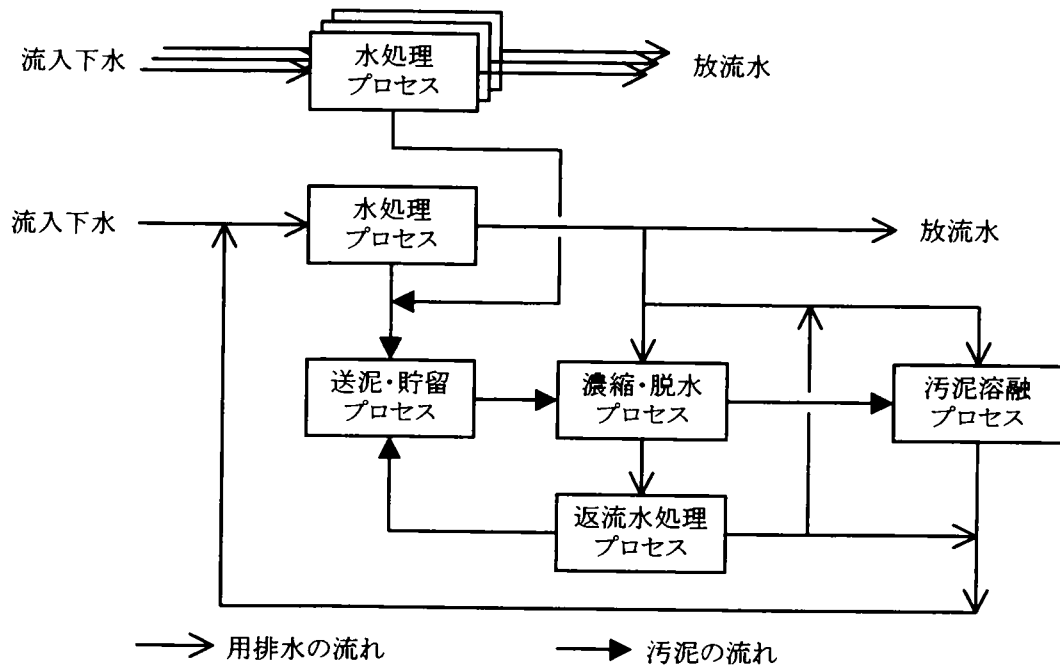 流入下水
水処理
プロセス
放流水
流入下水
水処理
プロセス
放流水
送泥・貯留
プロセス
濃縮・脱水
プロセス
汚泥溶融
プロセス
返流水処理
プロセス
用排水の流れ
汚泥の流れ